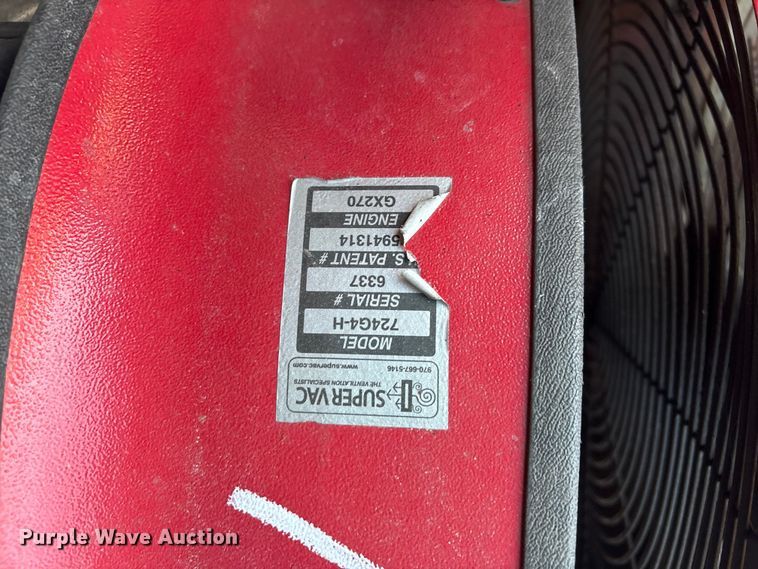 SUPER VAC
THE VENTILATION SPECIALISTS
970-667-5146 www.supervac.com
MODEL
724G4-H
SERIAL #
6337
.S. PATENT #
5941314
ENGINE
GX270
Purple Wave Auction